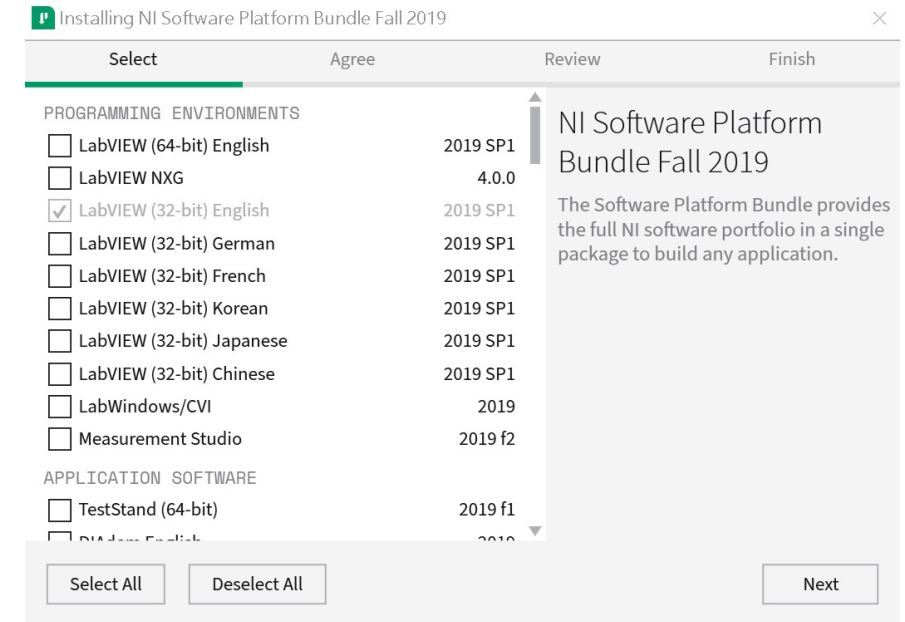 Installing NI Software Platform Bundle Fall 2019
Select Agree Review Finish
PROGRAMMING ENVIRONMENTS
LabVIEW (64-bit) English 2019 SP1
LabVIEW NXG 4.0.0
LabVIEW (32-bit) English 2019 SP1
LabVIEW (32-bit) German 2019 SP1
LabVIEW (32-bit) French 2019 SP1
LabVIEW (32-bit) Korean 2019 SP1
LabVIEW (32-bit) Japanese 2019 SP1
LabVIEW (32-bit) Chinese 2019 SP1
LabWindows/CVI 2019
Measurement Studio 2019 f2
APPLICATION SOFTWARE
TestStand (64-bit) 2019 f1
DIAdem English 2019
NI Software Platform
Bundle Fall 2019
The Software Platform Bundle provides
the full NI software portfolio in a single
package to build any application.
Select All Deselect All Next